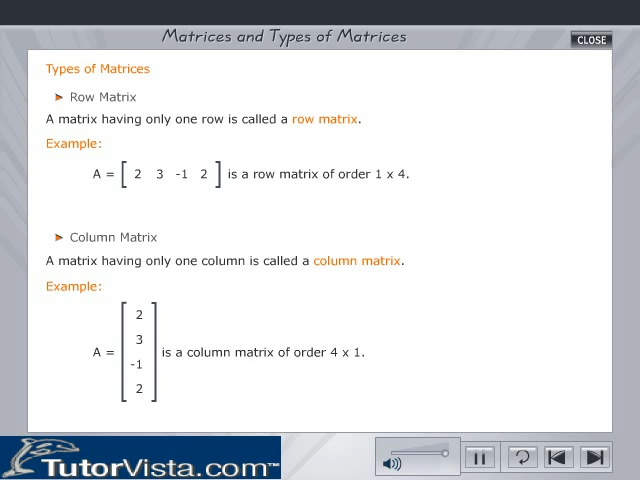 Matrices and Types of Matrices
CLOSE
Types of Matrices
Row Matrix
A matrix having only one row is called a row matrix.
Example:
A = [ 2 3 -1 2 ] is a row matrix of order 1 x 4.
Column Matrix
A matrix having only one column is called a column matrix.
Example:
2
3
A = [ ] is a column matrix of order 4 x 1.
-1
2
TutorVista.com™